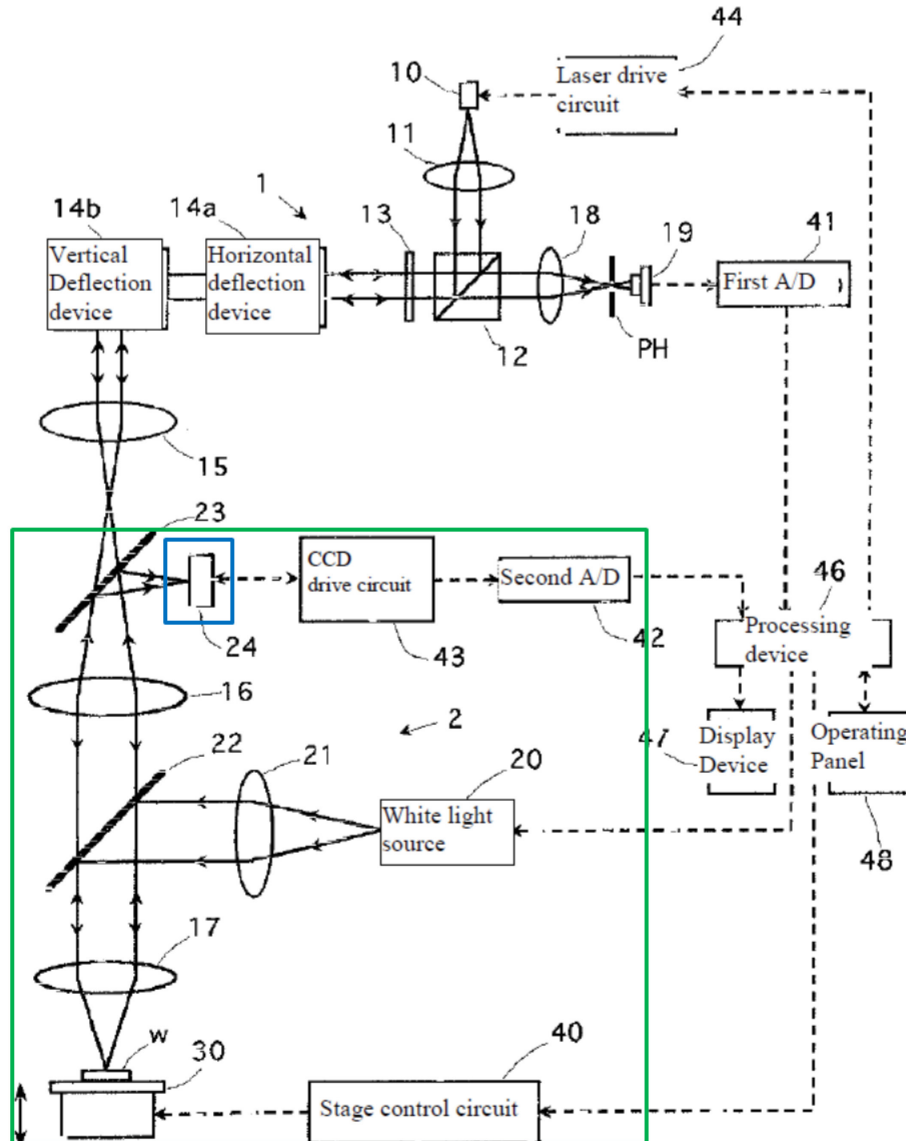 44
10
Laser drive
circuit
11
1
14b
14a
13
18
19
41
Vertical
Deflection
device
Horizontal
deflection
device
First A/D
12
PH
15
23
CCD
drive circuit
Second A/D
46
Processing
device
24
43
42
16
2
22
21
20
47
Display
Device
Operating
Panel
White light
source
48
17
W
30
40
Stage control circuit